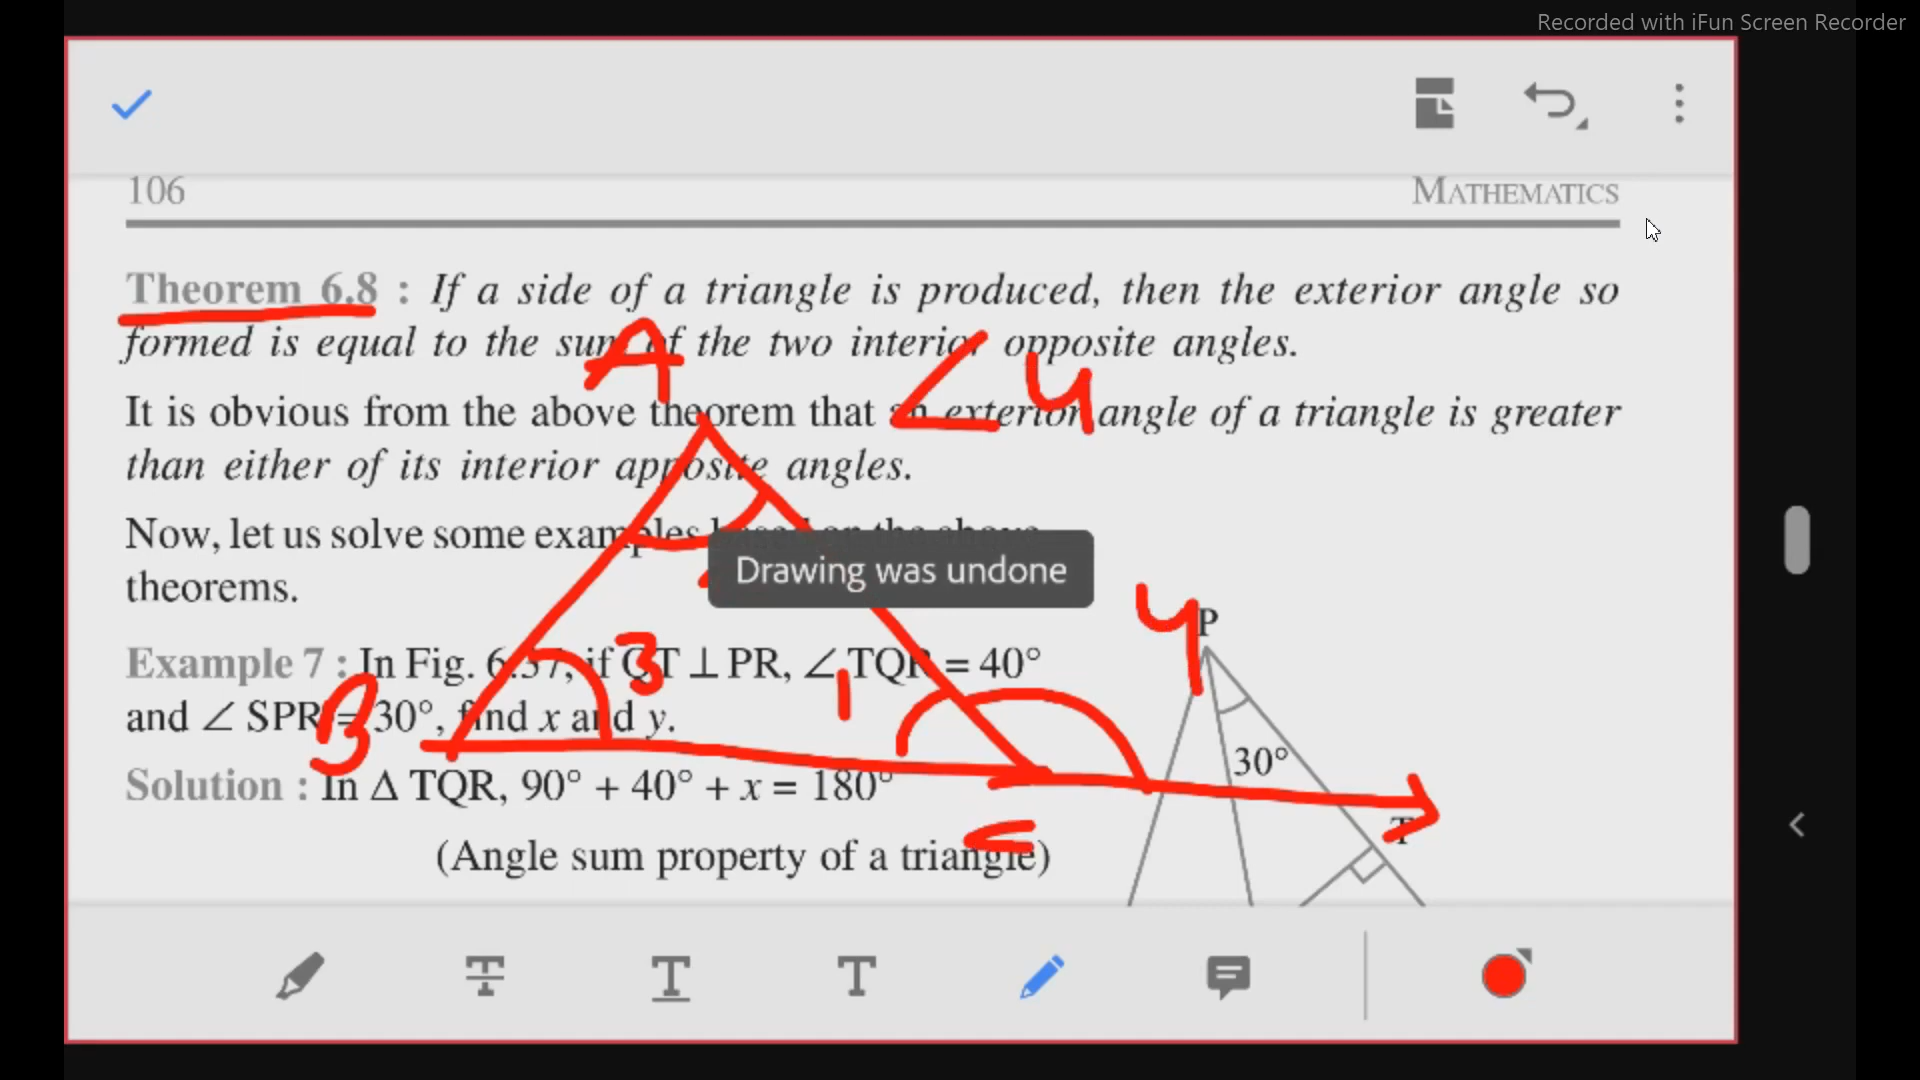 Recorded with iFun Screen Recorder
106 MATHEMATICS
Theorem 6.8 : If a side of a triangle is produced, then the exterior angle so
formed is equal to the sum of the two interior opposite angles.
A
∠4
It is obvious from the above theorem that an exterior angle of a triangle is greater
than either of its interior apposite angles.
Now, let us solve some examples based on the above
theorems.
Drawing was undone
4 P
Example 7 : In Fig. 6.37, if QT ⊥ PR, ∠ TQR = 40°
3 1
and ∠ SPR = 30°, find x and y.
B
30°
Solution : In Δ TQR, 90° + 40° + x = 180°
T
(Angle sum property of a triangle)